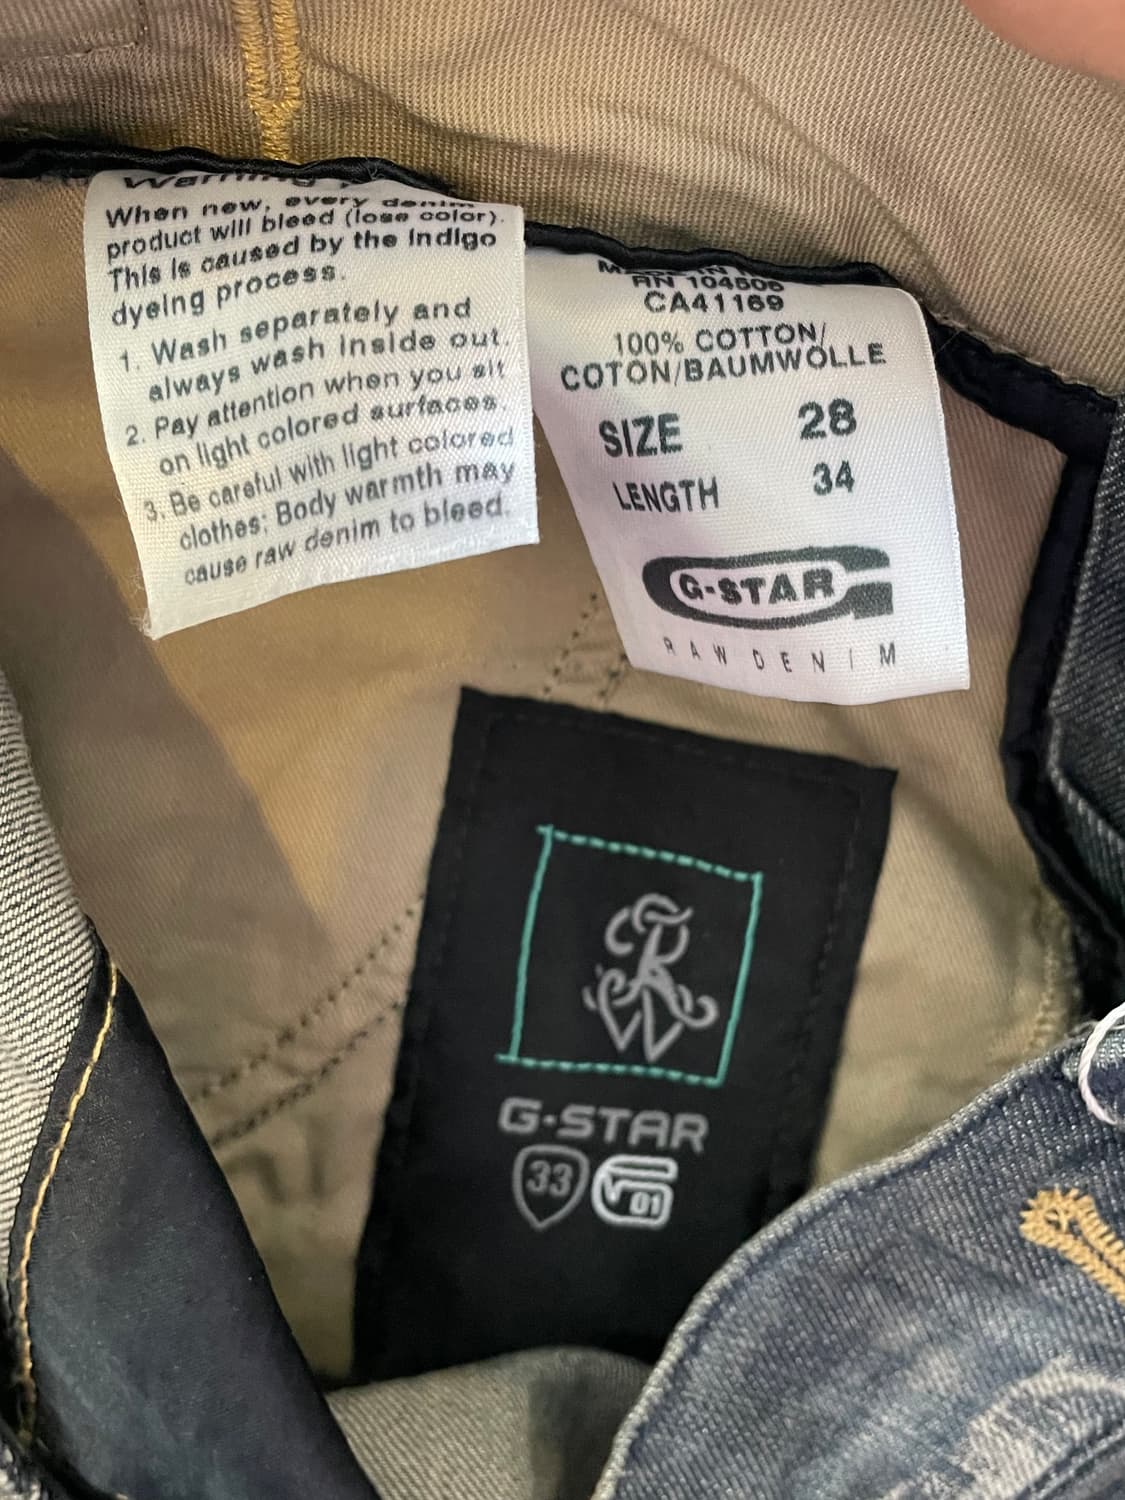 When new, every denim
product will bleed (lose color).
This is caused by the indigo
dyeing process.
1. Wash separately and
always wash inside out.
2. Pay attention when you sit
on light colored surfaces.
3. Be careful with light colored
clothes: Body warmth may
cause raw denim to bleed.
RN 104506
CA41169
100% COTTON/
COTON/BAUMWOLLE
SIZE 28
LENGTH 34
G-STAR
RAW DENIM
RAW
G-STAR
33 01